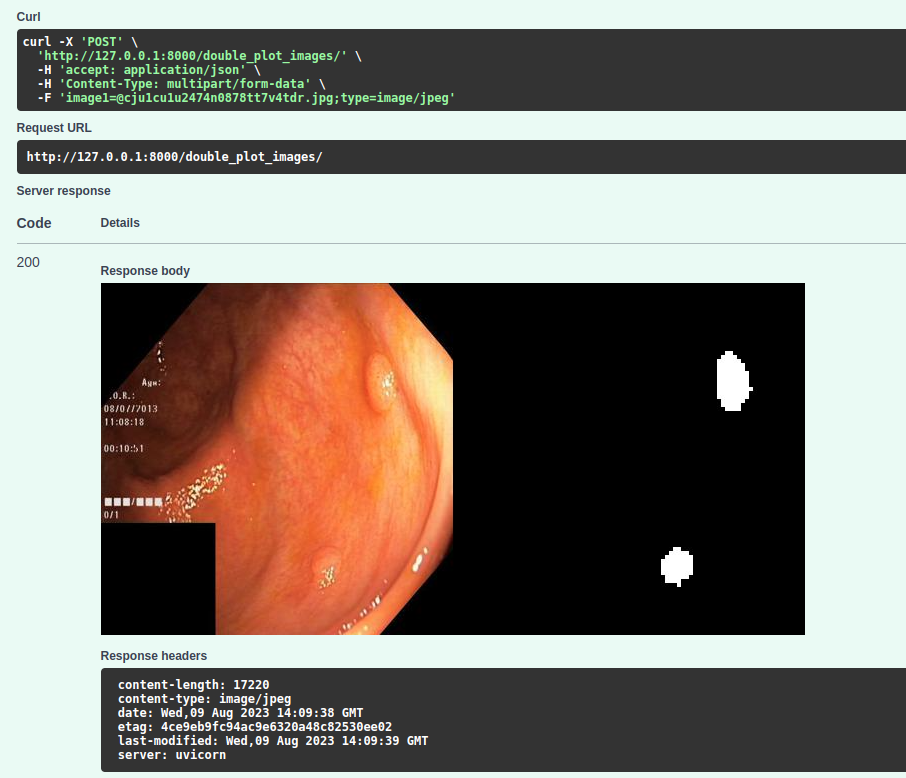 Curl
curl -X 'POST' \
'http://127.0.0.1:8000/double_plot_images/' \
-H 'accept: application/json' \
-H 'Content-Type: multipart/form-data' \
-F 'image1=@cju1cu1u2474n0878tt7v4tdr.jpg;type=image/jpeg'
Request URL
http://127.0.0.1:8000/double_plot_images/
Server response
Code Details
200
Response body
Age:
.O.B.:
08/07/2013
11:08:18
00:10:51
0/1
Response headers
content-length: 17220
content-type: image/jpeg
date: Wed,09 Aug 2023 14:09:38 GMT
etag: 4ce9eb9fc94ac9e6320a48c82530ee02
last-modified: Wed,09 Aug 2023 14:09:39 GMT
server: uvicorn